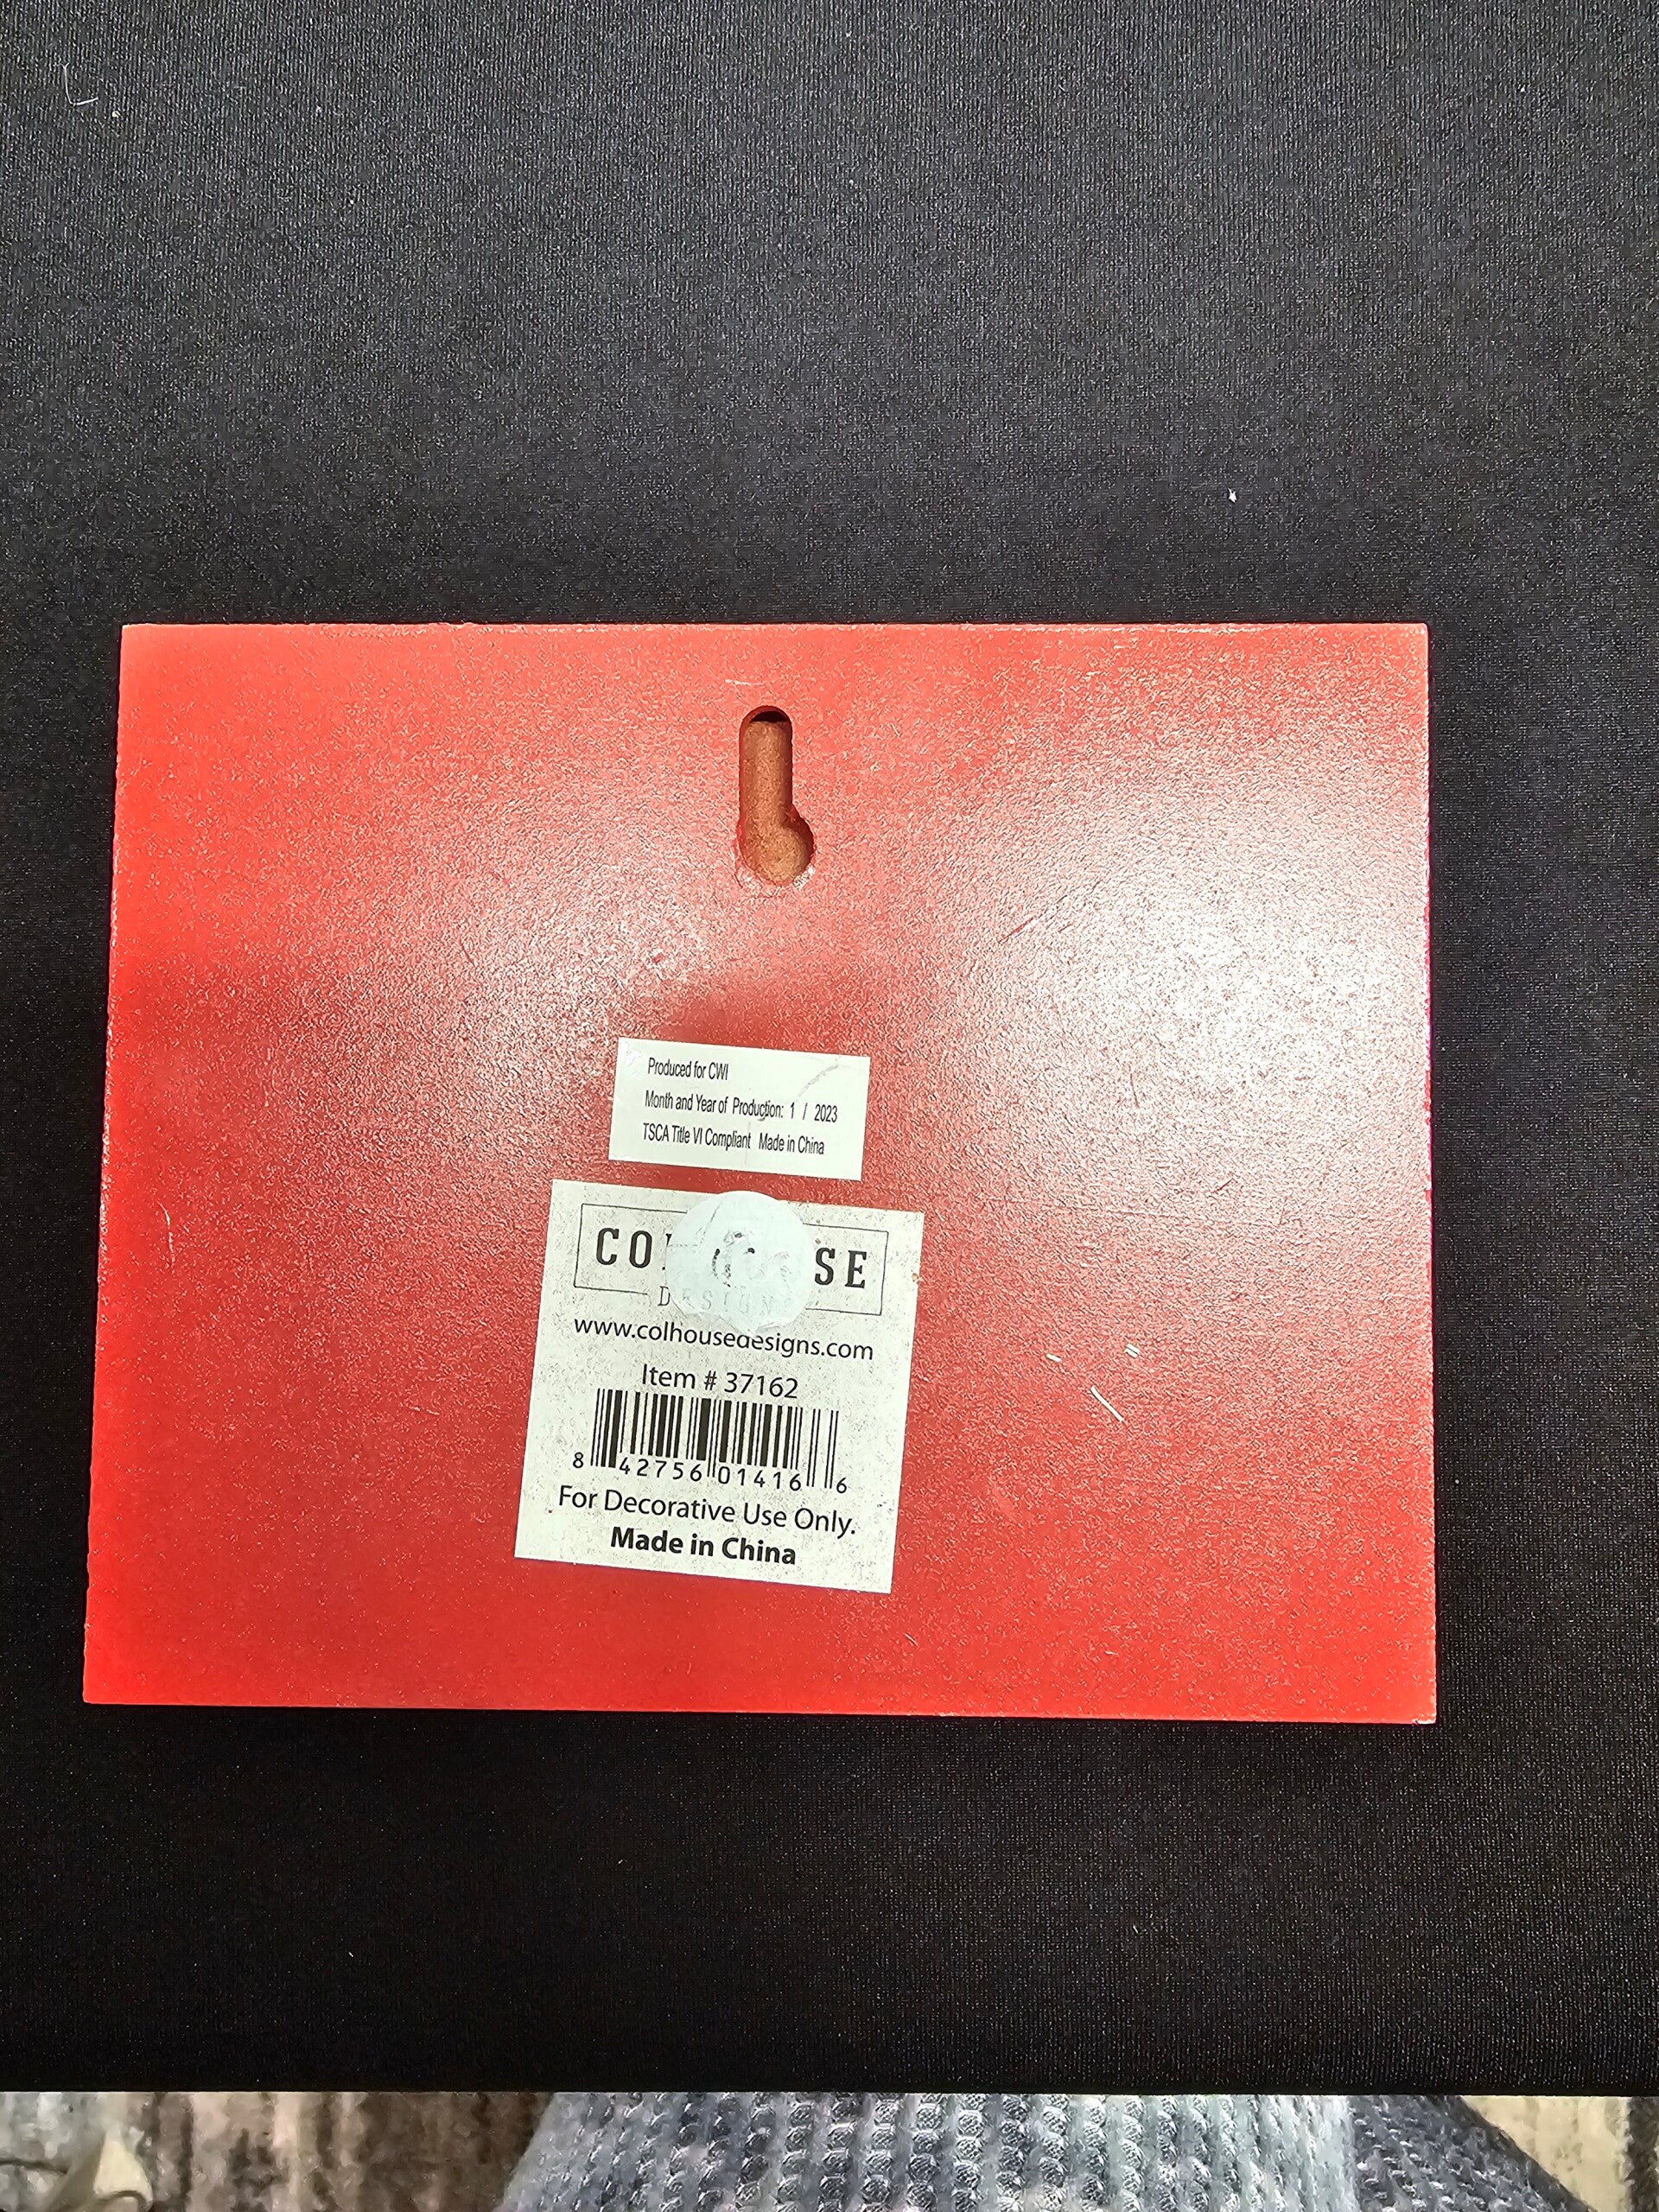 Produced for CWI
Month and Year of Production: 1 / 2023
TSCA Title VI Compliant Made in China
DESIGNS
www.colhousedesigns.com
Item # 37162
8 42756 01416 6
For Decorative Use Only.
Made in China